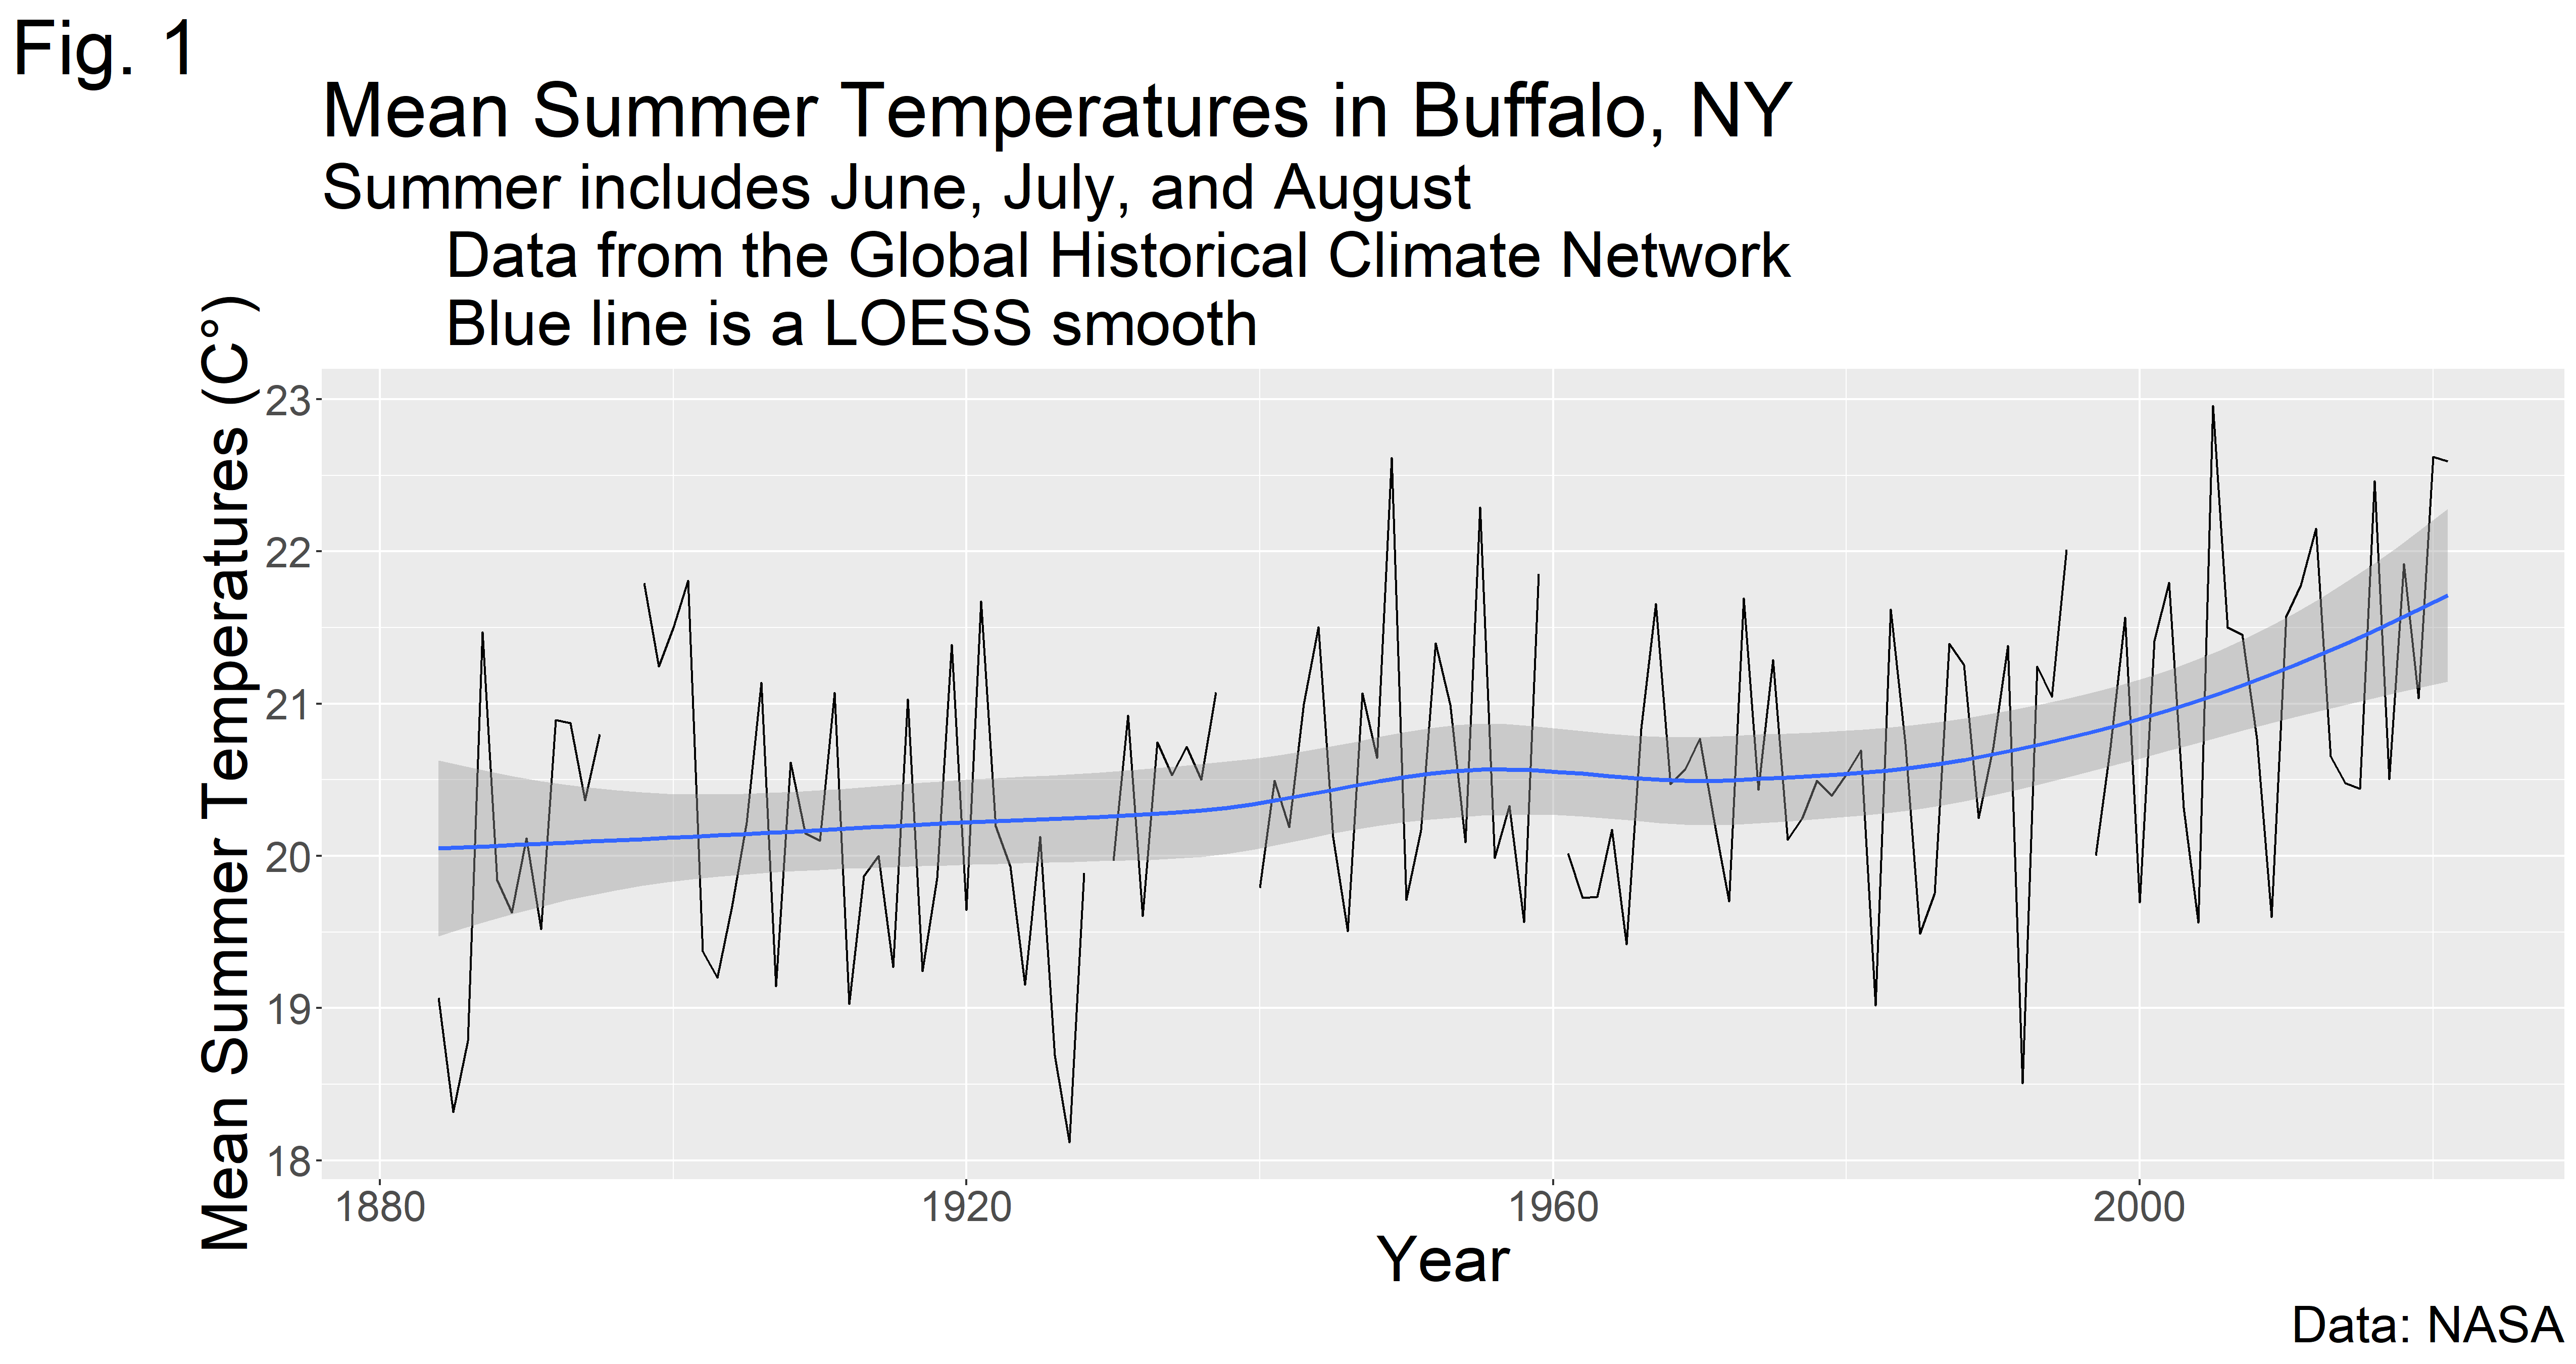 Fig. 1
Mean Summer Temperatures in Buffalo, NY
Summer includes June, July, and August
Data from the Global Historical Climate Network
Blue line is a LOESS smooth
Mean Summer Temperatures (C°)
23
22
21
20
19
18
1880
1920
1960
2000
Year
Data: NASA